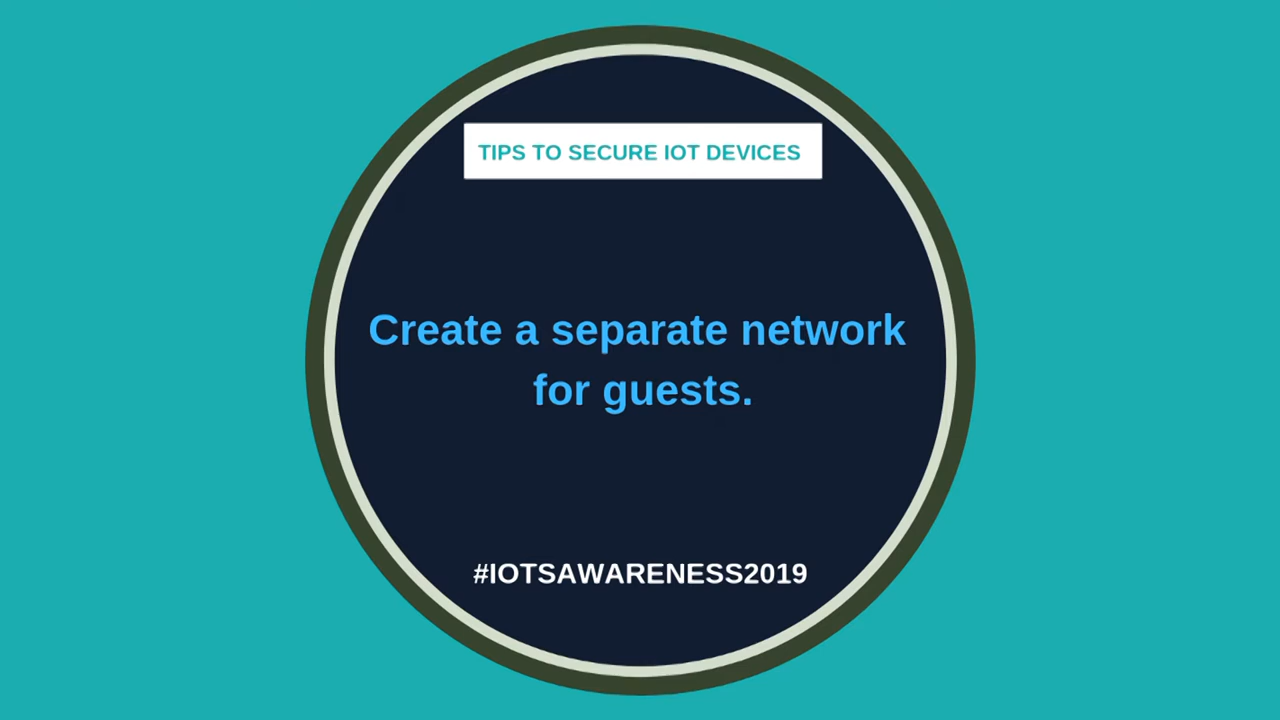 TIPS TO SECURE IOT DEVICES
Create a separate network
for guests.
#IOTSAWARENESS2019